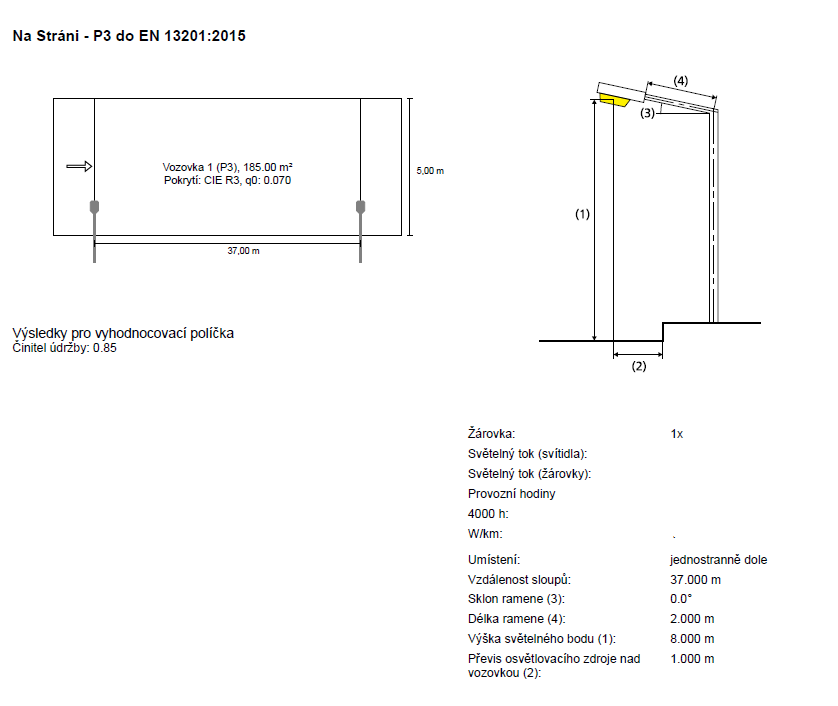 Na Stráni - P3 do EN 13201:2015
(4)
(3)
Vozovka 1 (P3), 185.00 m²
Pokrytí: CIE R3, q0: 0.070
5,00 m
(1)
37,00 m
Výsledky pro vyhodnocovací políčka
Činitel údržby: 0.85
(2)
Žárovka: 1x
Světelný tok (svítidla):
Světelný tok (žárovky):
Provozní hodiny
4000 h:
W/km: .
Umístení: jednostranně dole
Vzdálenost sloupů: 37.000 m
Sklon ramene (3): 0.0°
Délka ramene (4): 2.000 m
Výška světelného bodu (1): 8.000 m
Převis osvětlovacího zdroje nad 1.000 m
vozovkou (2):